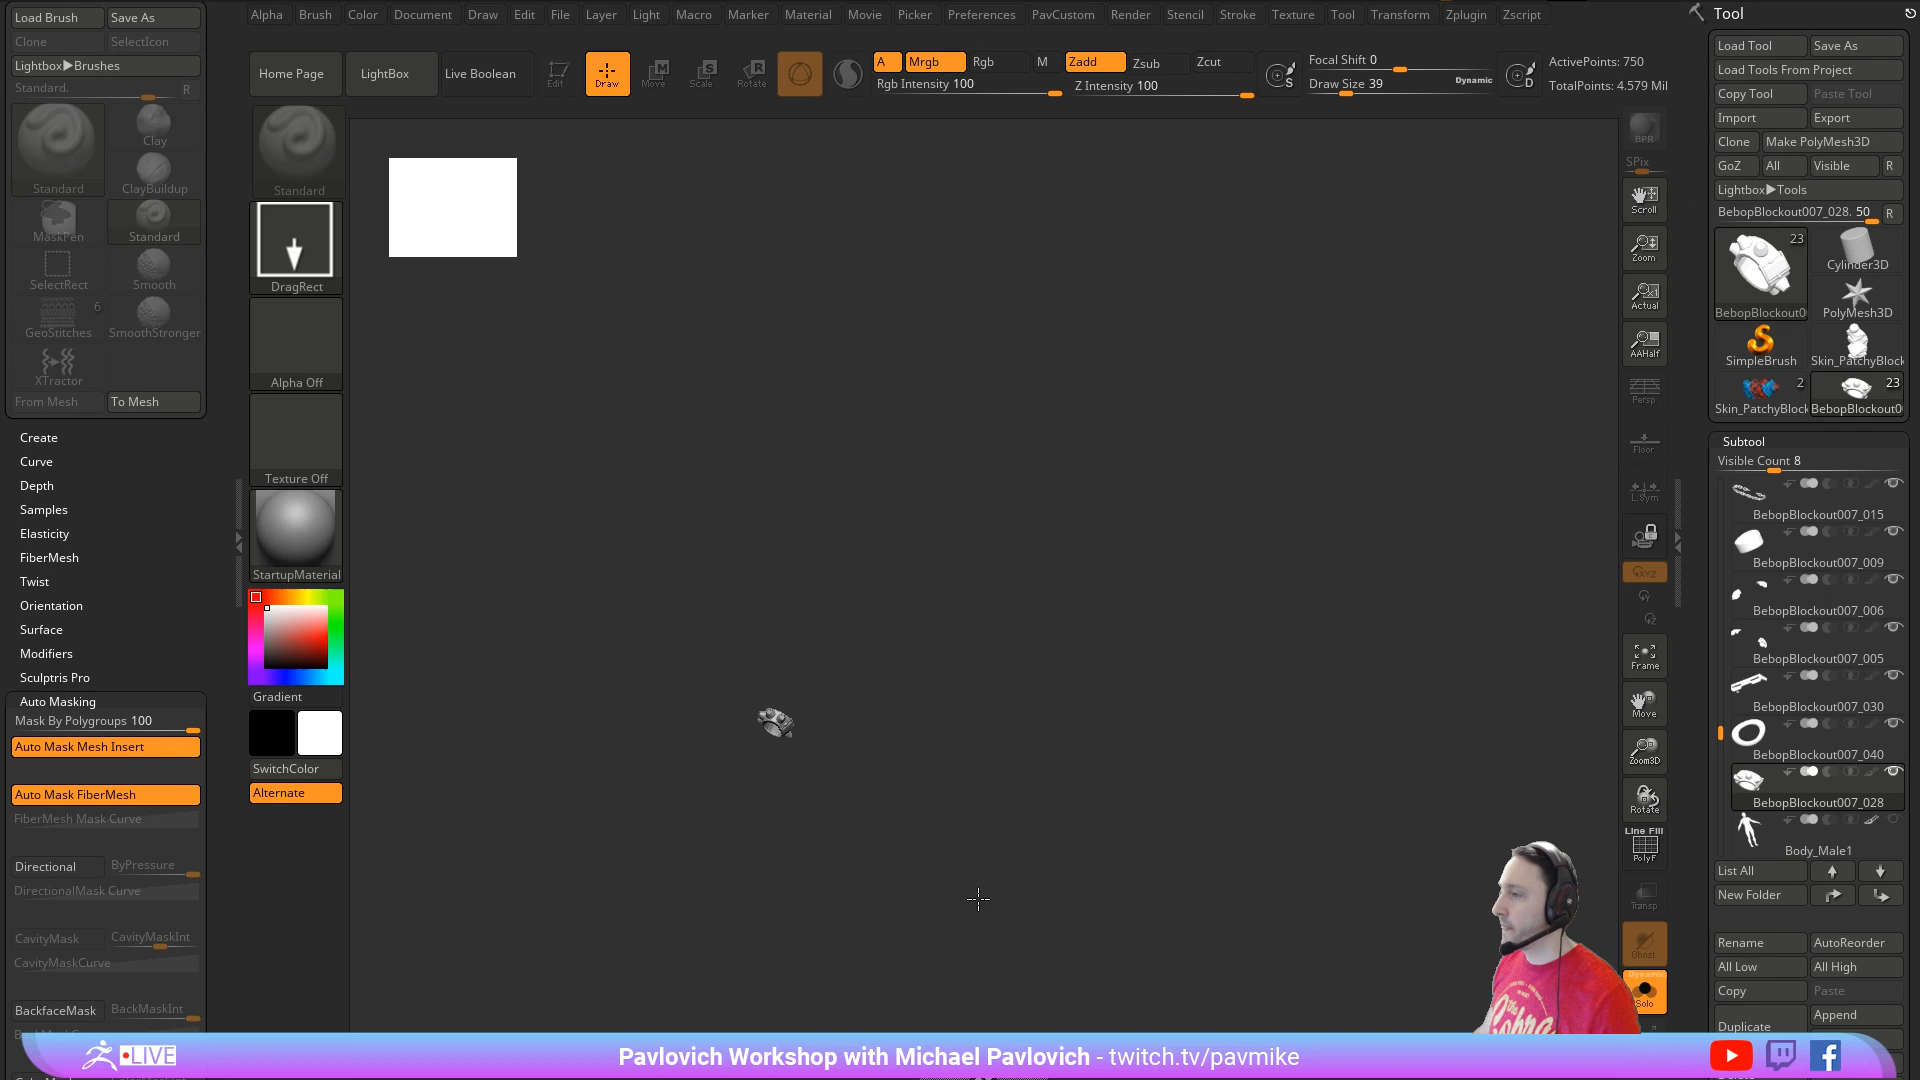 Load Brush
Save As
Clone
SelectIcon
Lightbox▶Brushes
Standard.
R
Standard
Clay
ClayBuildup
MaskPen
Standard
SelectRect
Smooth
GeoStitches
6
SmoothStronger
XTractor
From Mesh
To Mesh
Create
Curve
Depth
Samples
Elasticity
FiberMesh
Twist
Orientation
Surface
Modifiers
Sculptris Pro
Auto Masking
Mask By Polygroups 100
Auto Mask Mesh Insert
Auto Mask FiberMesh
FiberMesh Mask Curve
Directional
ByPressure
DirectionalMask Curve
CavityMask
CavityMaskInt
CavityMaskCurve
BackfaceMask
BackMaskInt
Alpha Brush Color Document Draw Edit File Layer Light Macro Marker Material Movie Picker Preferences PavCustom Render Stencil Stroke Texture Tool Transform Zplugin Zscript
Home Page
LightBox
Live Boolean
Edit
Draw
Move
Scale
Rotate
A
Mrgb
Rgb
M
Zadd
Zsub
Zcut
Rgb Intensity 100
Z Intensity 100
Focal Shift 0
Draw Size 39
Dynamic
ActivePoints: 750
TotalPoints: 4.579 Mil
Standard
DragRect
Alpha Off
Texture Off
StartupMaterial
Gradient
SwitchColor
Alternate
BPR
SPix
Scroll
Zoom
Actual
AAHalf
Persp
Floor
L.Sym
XYZ
Frame
Move
Zoom3D
Rotate
Line Fill
PolyF
Transp
Ghost
Dynamic
Solo
Tool
Load Tool
Save As
Load Tools From Project
Copy Tool
Paste Tool
Import
Export
Clone
Make PolyMesh3D
GoZ
All
Visible
R
Lightbox▶Tools
BebopBlockout007_028. 50
R
23
Cylinder3D
BebopBlockout0
PolyMesh3D
SimpleBrush
Skin_PatchyBlock
2
23
Skin_PatchyBlock
BebopBlockout0
Subtool
Visible Count 8
BebopBlockout007_015
BebopBlockout007_009
BebopBlockout007_006
BebopBlockout007_005
BebopBlockout007_030
BebopBlockout007_040
BebopBlockout007_028
Body_Male1
List All
New Folder
Rename
AutoReorder
All Low
All High
Copy
Paste
Duplicate
Append
LIVE
Pavlovich Workshop with Michael Pavlovich - twitch.tv/pavmike